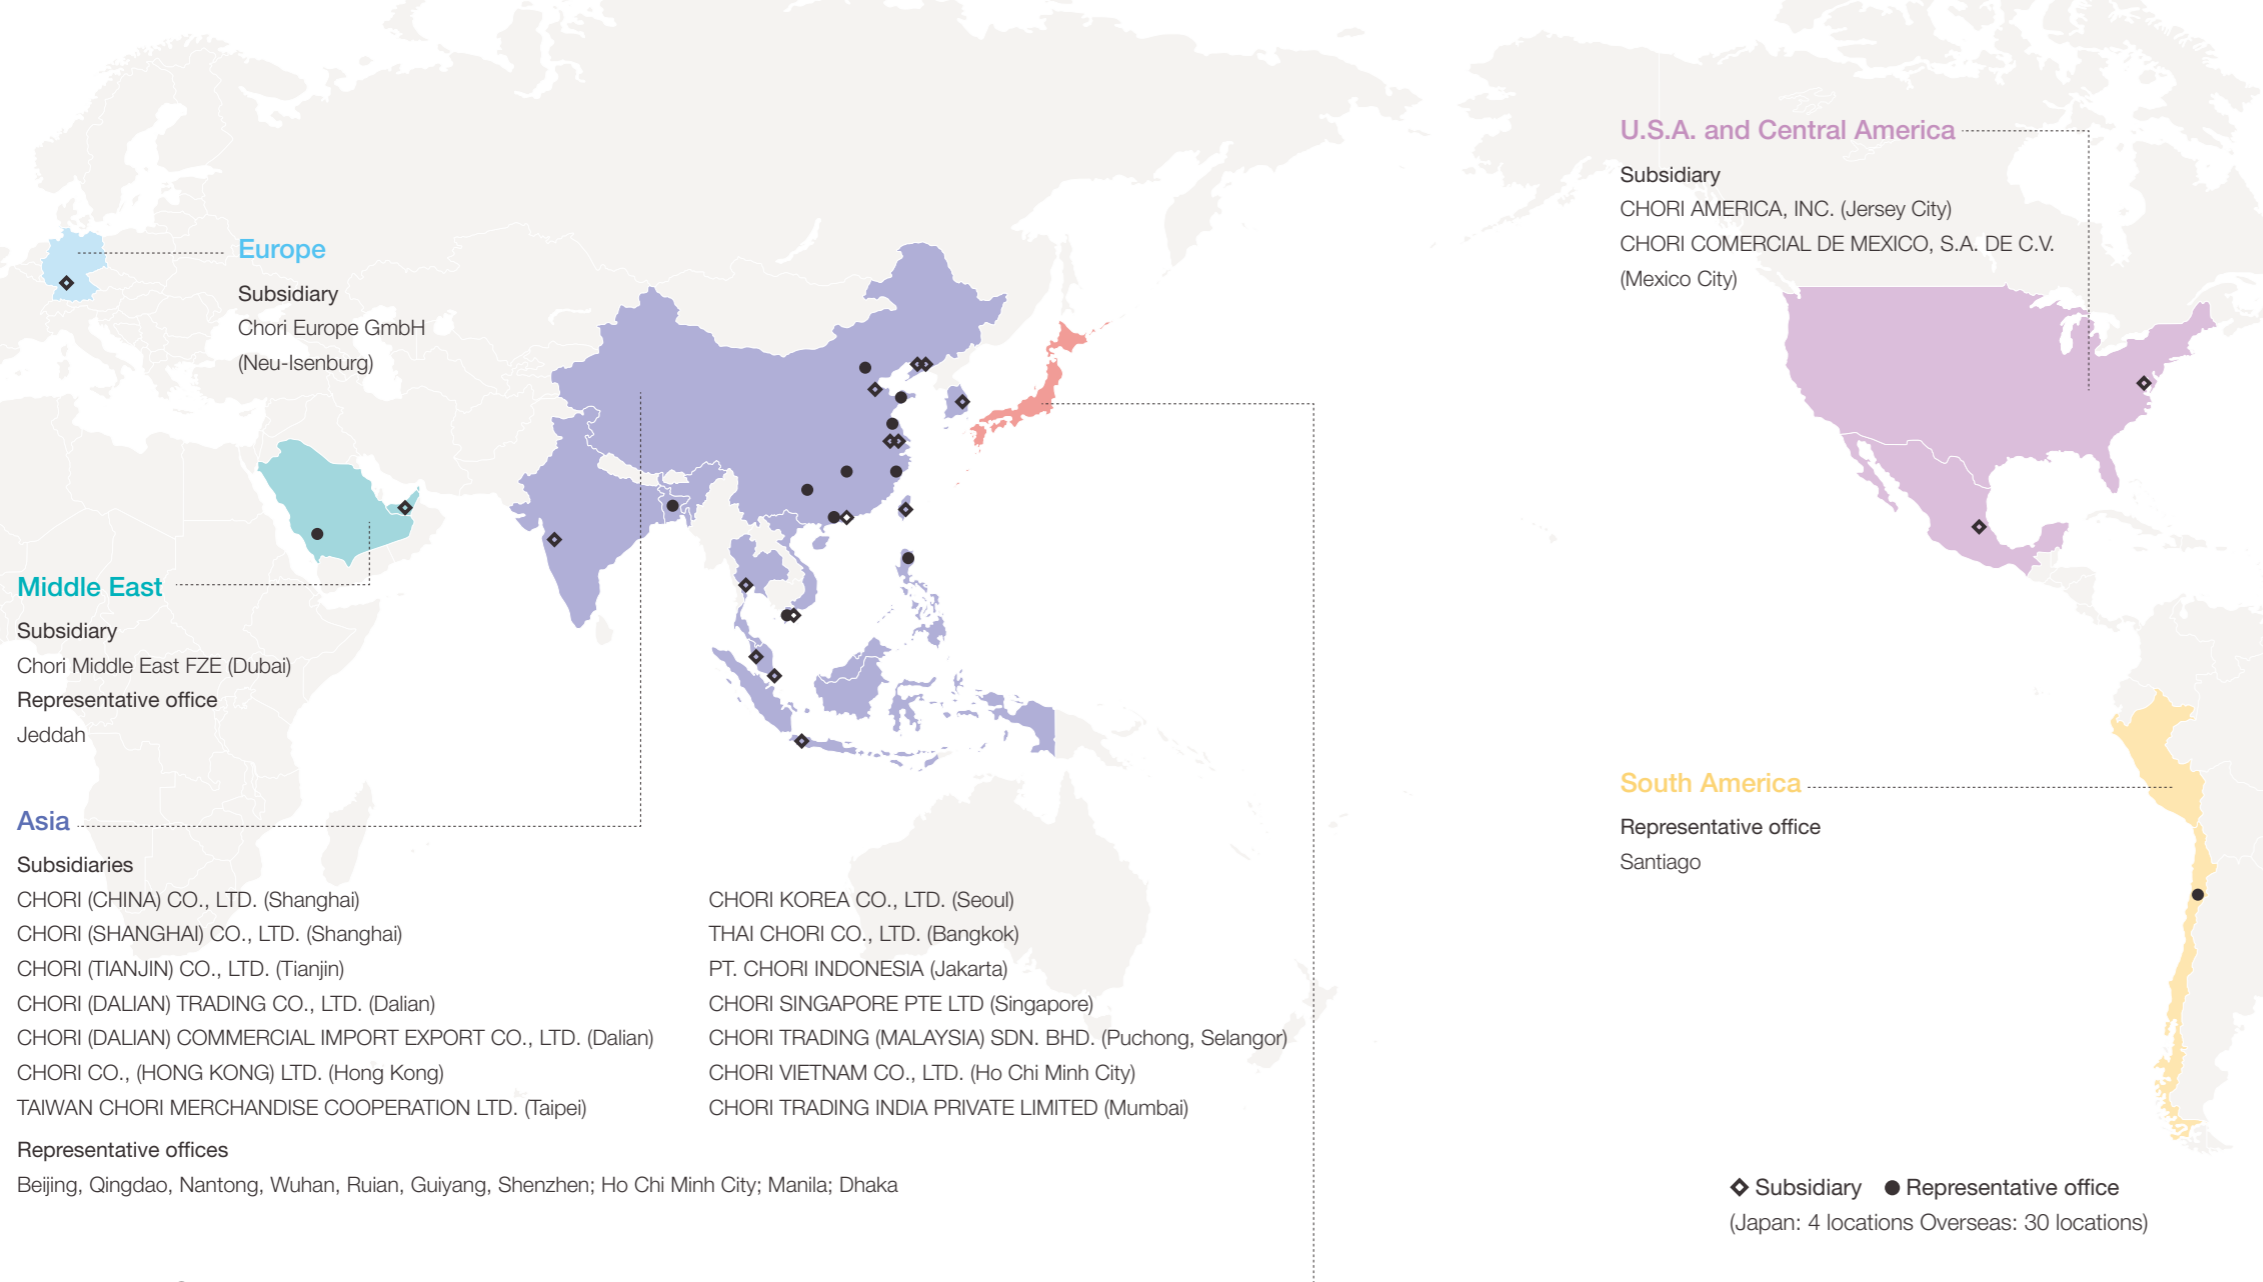 Europe
Subsidiary
Chori Europe GmbH
(Neu-Isenburg)
Middle East
Subsidiary
Chori Middle East FZE (Dubai)
Representative office
Jeddah
Asia
Subsidiaries
CHORI (CHINA) CO., LTD. (Shanghai)
CHORI (SHANGHAI) CO., LTD. (Shanghai)
CHORI (TIANJIN) CO., LTD. (Tianjin)
CHORI (DALIAN) TRADING CO., LTD. (Dalian)
CHORI (DALIAN) COMMERCIAL IMPORT EXPORT CO., LTD. (Dalian)
CHORI CO., (HONG KONG) LTD. (Hong Kong)
TAIWAN CHORI MERCHANDISE COOPERATION LTD. (Taipei)
CHORI KOREA CO., LTD. (Seoul)
THAI CHORI CO., LTD. (Bangkok)
PT. CHORI INDONESIA (Jakarta)
CHORI SINGAPORE PTE LTD (Singapore)
CHORI TRADING (MALAYSIA) SDN. BHD. (Puchong, Selangor)
CHORI VIETNAM CO., LTD. (Ho Chi Minh City)
CHORI TRADING INDIA PRIVATE LIMITED (Mumbai)
Representative offices
Beijing, Qingdao, Nantong, Wuhan, Ruian, Guiyang, Shenzhen; Ho Chi Minh City; Manila; Dhaka
U.S.A. and Central America
Subsidiary
CHORI AMERICA, INC. (Jersey City)
CHORI COMERCIAL DE MEXICO, S.A. DE C.V.
(Mexico City)
South America
Representative office
Santiago
Subsidiary Representative office
(Japan: 4 locations Overseas: 30 locations)